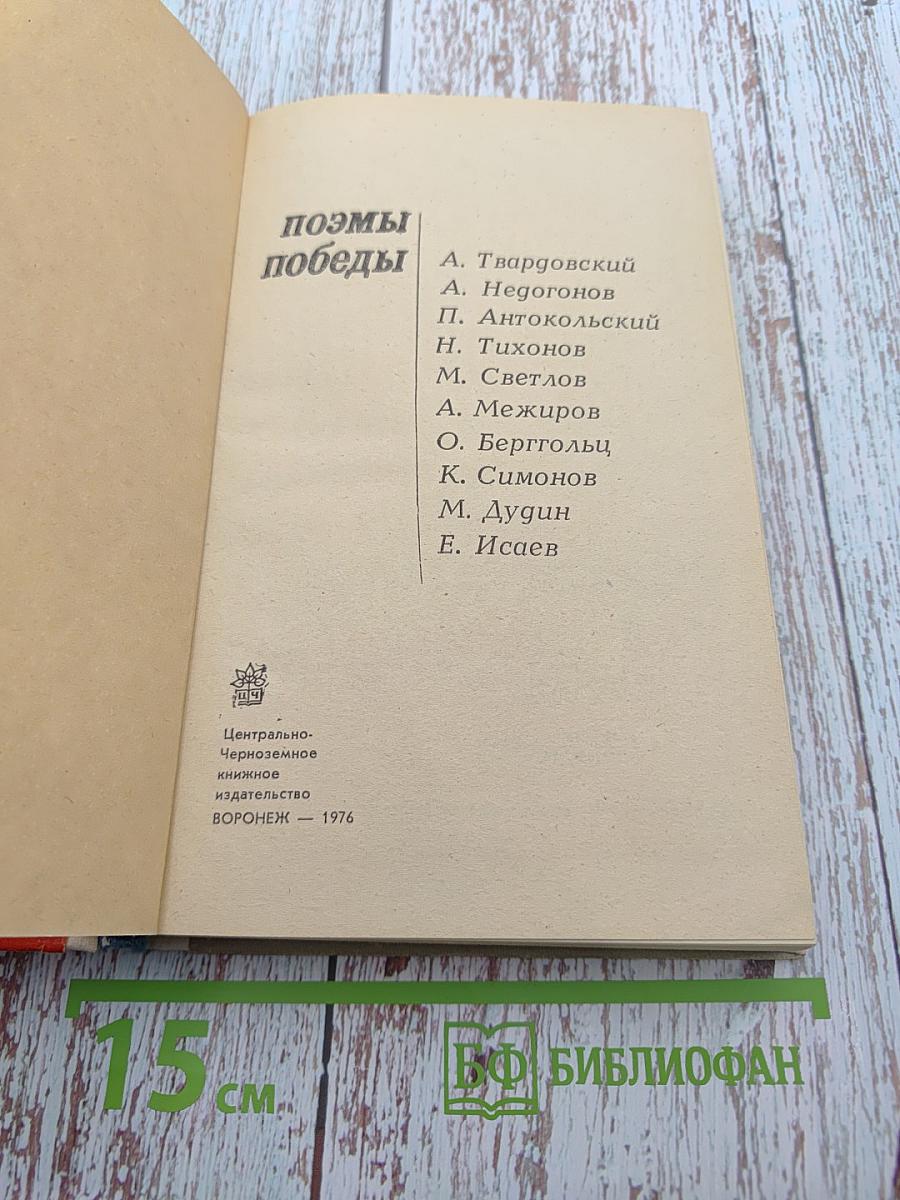 поэмы
победы
А. Твардовский
А. Недогонов
П. Антокольский
Н. Тихонов
М. Светлов
А. Межиров
О. Берггольц
К. Симонов
М. Дудин
Е. Исаев
ЦЧ
Центрально-
Черноземное
книжное
издательство
ВОРОНЕЖ — 1976
15 см
БФ БИБЛИОФАН